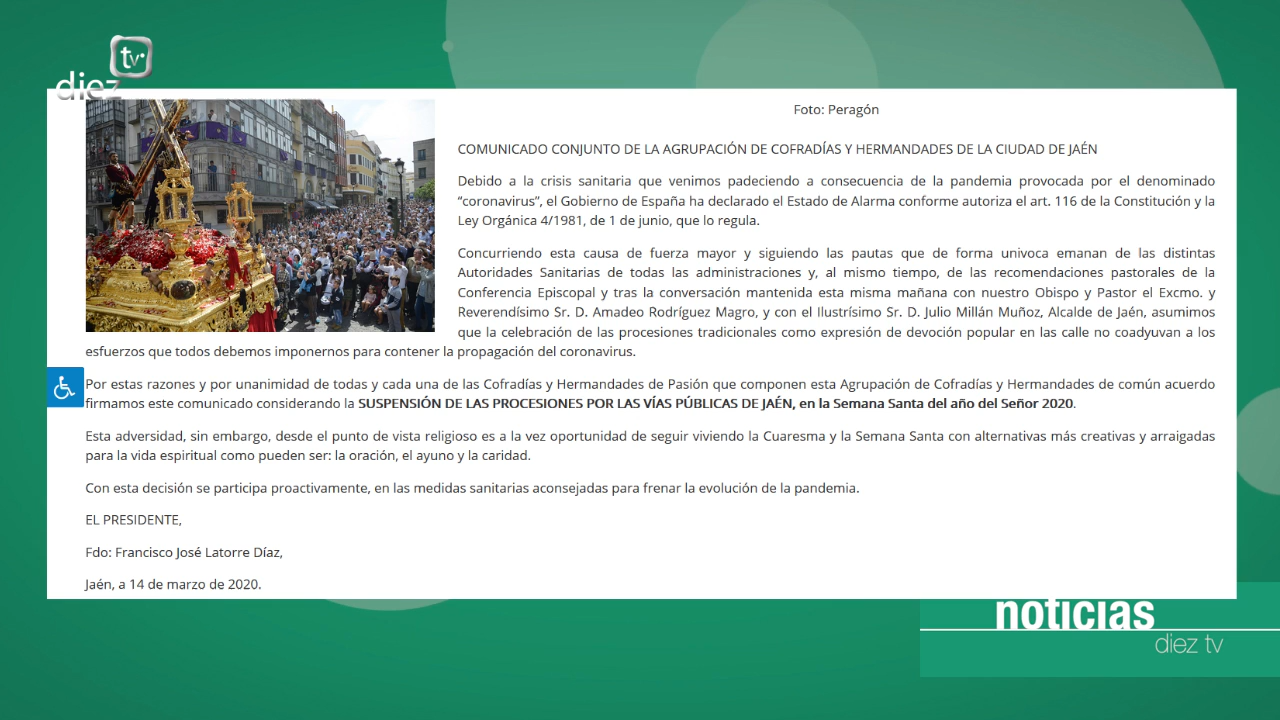 tv
diez
Foto: Peragón
COMUNICADO CONJUNTO DE LA AGRUPACIÓN DE COFRADÍAS Y HERMANDADES DE LA CIUDAD DE JAÉN
Debido a la crisis sanitaria que venimos padeciendo a consecuencia de la pandemia provocada por el denominado
“coronavirus”, el Gobierno de España ha declarado el Estado de Alarma conforme autoriza el art. 116 de la Constitución y la
Ley Orgánica 4/1981, de 1 de junio, que lo regula.
Concurriendo esta causa de fuerza mayor y siguiendo las pautas que de forma univoca emanan de las distintas
Autoridades Sanitarias de todas las administraciones y, al mismo tiempo, de las recomendaciones pastorales de la
Conferencia Episcopal y tras la conversación mantenida esta misma mañana con nuestro Obispo y Pastor el Excmo. y
Reverendísimo Sr. D. Amadeo Rodríguez Magro, y con el Ilustrísimo Sr. D. Julio Millán Muñoz, Alcalde de Jaén, asumimos
que la celebración de las procesiones tradicionales como expresión de devoción popular en las calle no coadyuvan a los
esfuerzos que todos debemos imponernos para contener la propagación del coronavirus.
Por estas razones y por unanimidad de todas y cada una de las Cofradías y Hermandades de Pasión que componen esta Agrupación de Cofradías y Hermandades de común acuerdo
firmamos este comunicado considerando la SUSPENSIÓN DE LAS PROCESIONES POR LAS VÍAS PÚBLICAS DE JAÉN, en la Semana Santa del año del Señor 2020.
Esta adversidad, sin embargo, desde el punto de vista religioso es a la vez oportunidad de seguir viviendo la Cuaresma y la Semana Santa con alternativas más creativas y arraigadas
para la vida espiritual como pueden ser: la oración, el ayuno y la caridad.
Con esta decisión se participa proactivamente, en las medidas sanitarias aconsejadas para frenar la evolución de la pandemia.
EL PRESIDENTE,
Fdo: Francisco José Latorre Díaz,
Jaén, a 14 de marzo de 2020.
noticias
diez tv